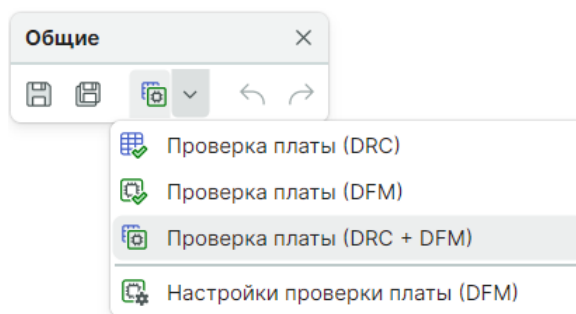 Общие
Проверка платы (DRC)
Проверка платы (DFM)
Проверка платы (DRC + DFM)
Настройки проверки платы (DFM)